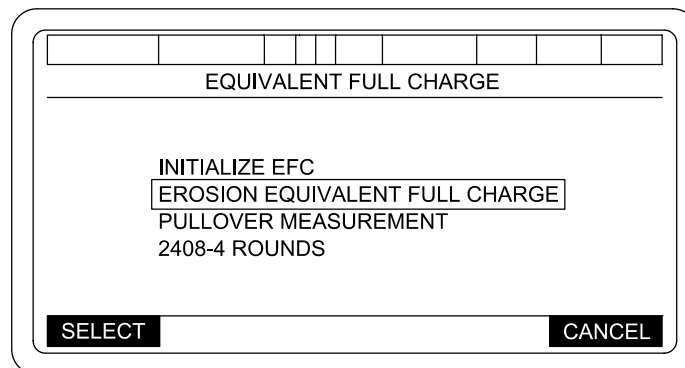 EQUIVALENT FULL CHARGE
INITIALIZE EFC
EROSION EQUIVALENT FULL CHARGE
PULLOVER MEASUREMENT
2408-4 ROUNDS
SELECT CANCEL